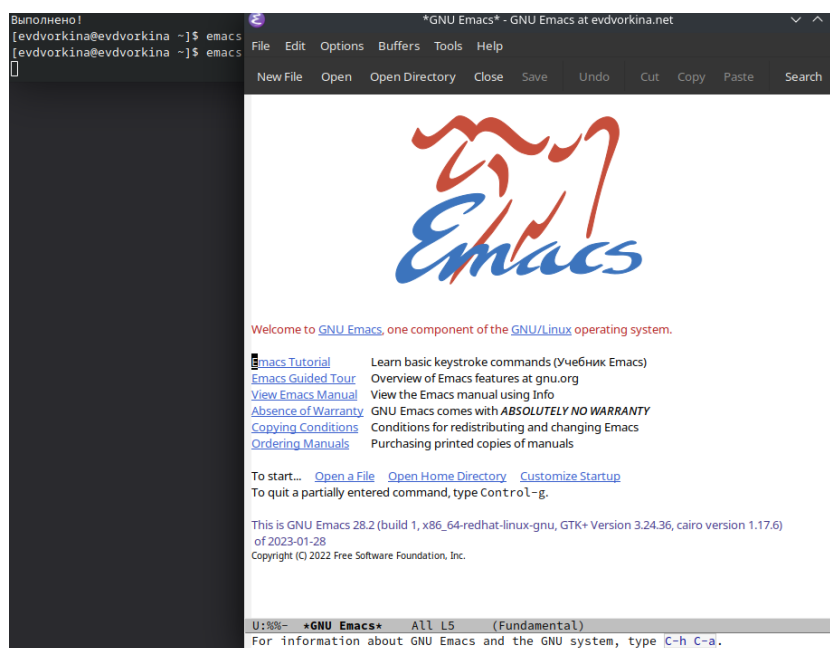 Выполнено!
[evdvorkina@evdvorkina ~]$ emacs
[evdvorkina@evdvorkina ~]$ emacs
*GNU Emacs* - GNU Emacs at evdvorkina.net
File Edit Options Buffers Tools Help
New File Open Open Directory Close Save Undo Cut Copy Paste Search
Emacs
Welcome to GNU Emacs, one component of the GNU/Linux operating system.
Emacs Tutorial Learn basic keystroke commands (Учебник Emacs)
Emacs Guided Tour Overview of Emacs features at gnu.org
View Emacs Manual View the Emacs manual using Info
Absence of Warranty GNU Emacs comes with ABSOLUTELY NO WARRANTY
Copying Conditions Conditions for redistributing and changing Emacs
Ordering Manuals Purchasing printed copies of manuals
To start... Open a File Open Home Directory Customize Startup
To quit a partially entered command, type Control-g.
This is GNU Emacs 28.2 (build 1, x86_64-redhat-linux-gnu, GTK+ Version 3.24.36, cairo version 1.17.6)
of 2023-01-28
Copyright (C) 2022 Free Software Foundation, Inc.
U:%%- *GNU Emacs* All L5 (Fundamental)
For information about GNU Emacs and the GNU system, type C-h C-a.